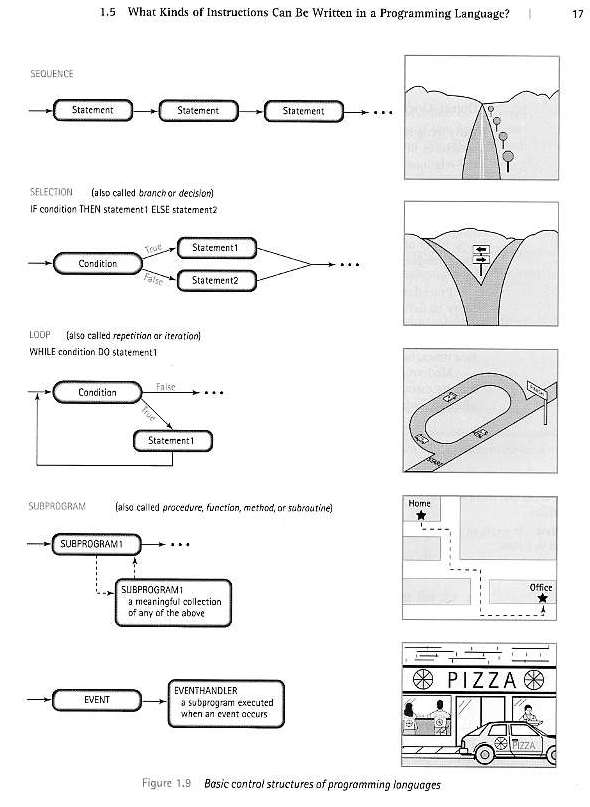 1.5 What Kinds of Instructions Can Be Written in a Programming Language? | 17
SEQUENCE
Statement Statement Statement • • •
SELECTION (also called branch or decision)
IF condition THEN statement1 ELSE statement2
Condition
True
False
Statement1
Statement2
• • •
LOOP (also called repetition or iteration)
WHILE condition DO statement1
Condition
False
• • •
True
Statement1
START
SUBPROGRAM (also called procedure, function, method, or subroutine)
SUBPROGRAM1 • • •
SUBPROGRAM1
a meaningful collection
of any of the above
Home
Office
EVENT
EVENTHANDLER
a subprogram executed
when an event occurs
PIZZA
PIZZA
Figure 1.9 Basic control structures of programming languages